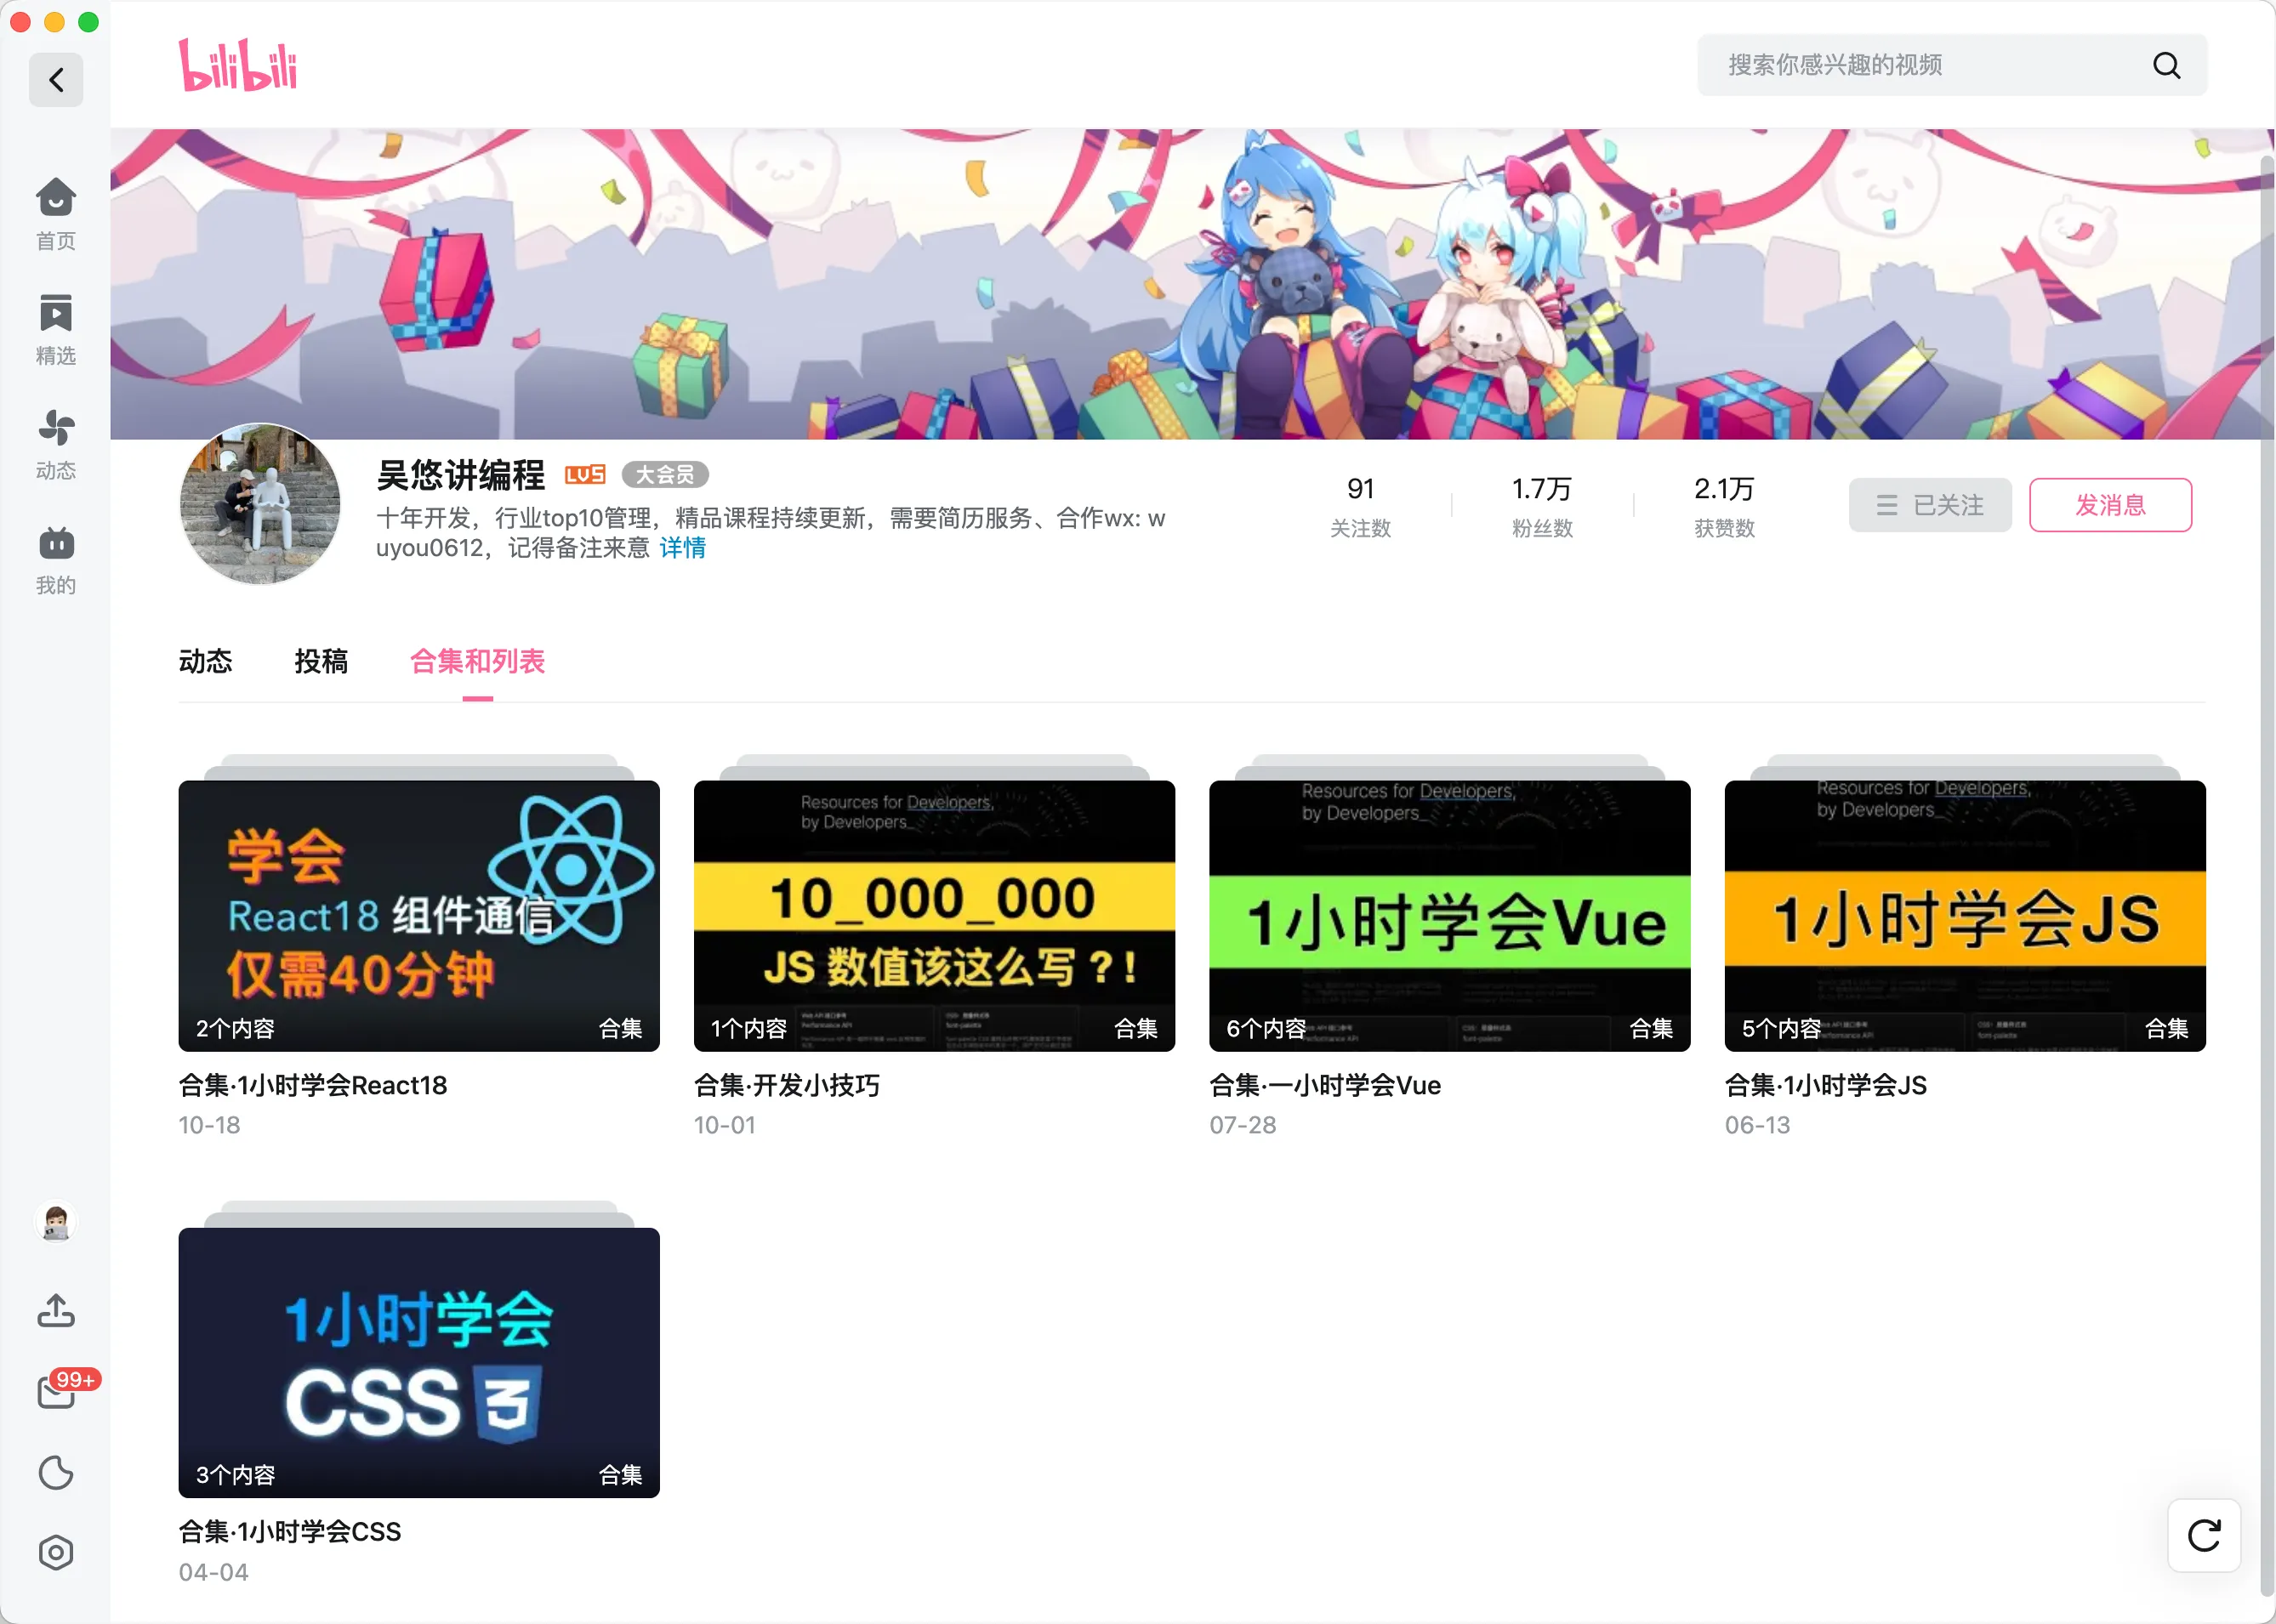 bilibili
搜索你感兴趣的视频
首页
精选
动态
我的
99+
吴悠讲编程 LV5 大会员
十年开发，行业top10管理，精品课程持续更新，需要简历服务、合作wx: w
uyou0612，记得备注来意 详情
91
关注数
1.7万
粉丝数
2.1万
获赞数
已关注
发消息
动态 投稿 合集和列表
学会
React18 组件通信
仅需40分钟
2个内容 合集
合集·1小时学会React18
10-18
Resources for Developers,
by Developers_
10_000_000
JS 数值该这么写？！
1个内容 合集
合集·开发小技巧
10-01
Resources for Developers,
by Developers_
1小时学会Vue
6个内容 合集
合集·一小时学会Vue
07-28
Resources for Developers,
by Developers_
1小时学会JS
5个内容 合集
合集·1小时学会JS
06-13
1小时学会
CSS 3
3个内容 合集
合集·1小时学会CSS
04-04